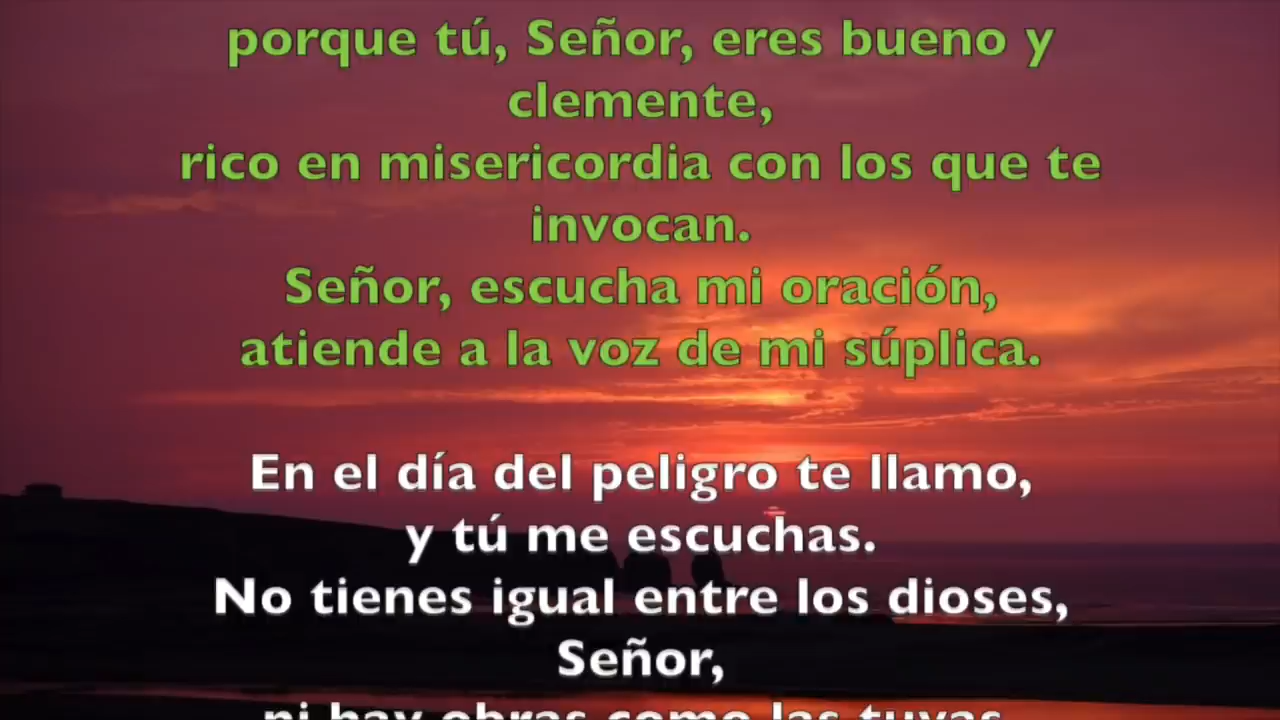 porque tú, Señor, eres bueno y
clemente,
rico en misericordia con los que te
invocan.
Señor, escucha mi oración,
atiende a la voz de mi súplica.
En el día del peligro te llamo,
y tú me escuchas.
No tienes igual entre los dioses,
Señor,
ni hay obras como las tuyas.